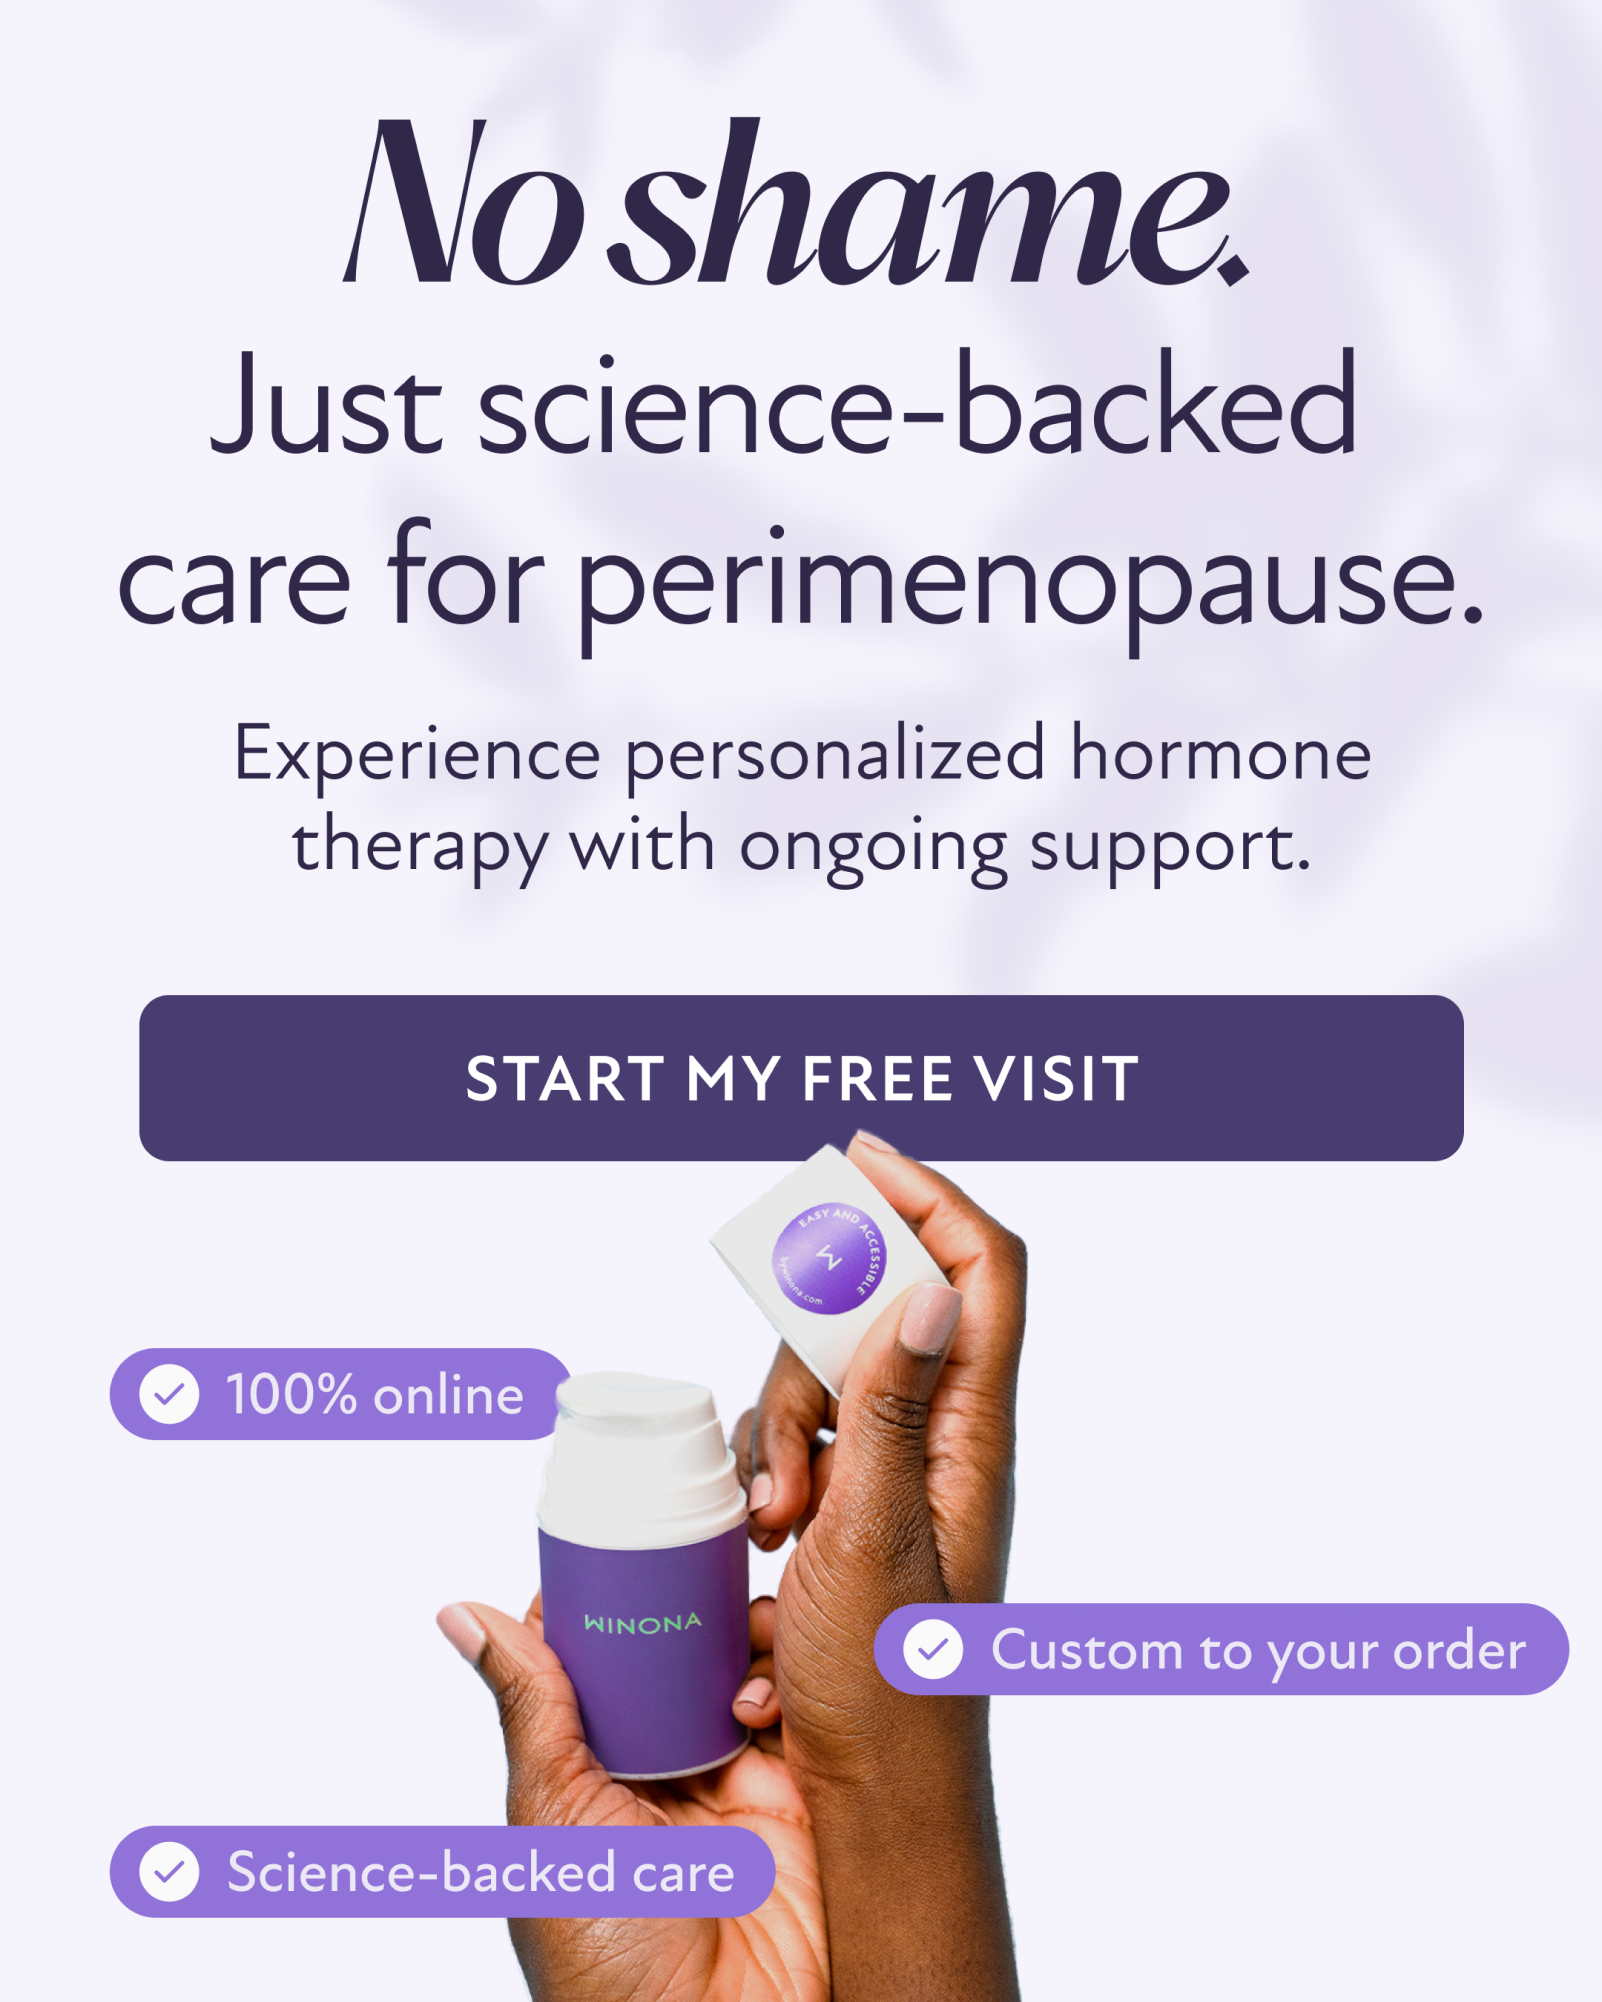 No shame.
Just science-backed
care for perimenopause.
Experience personalized hormone
therapy with ongoing support.
START MY FREE VISIT
EASY AND ACCESSIBLE
W
bywinona.com
100% online
WINONA
Custom to your order
Science-backed care